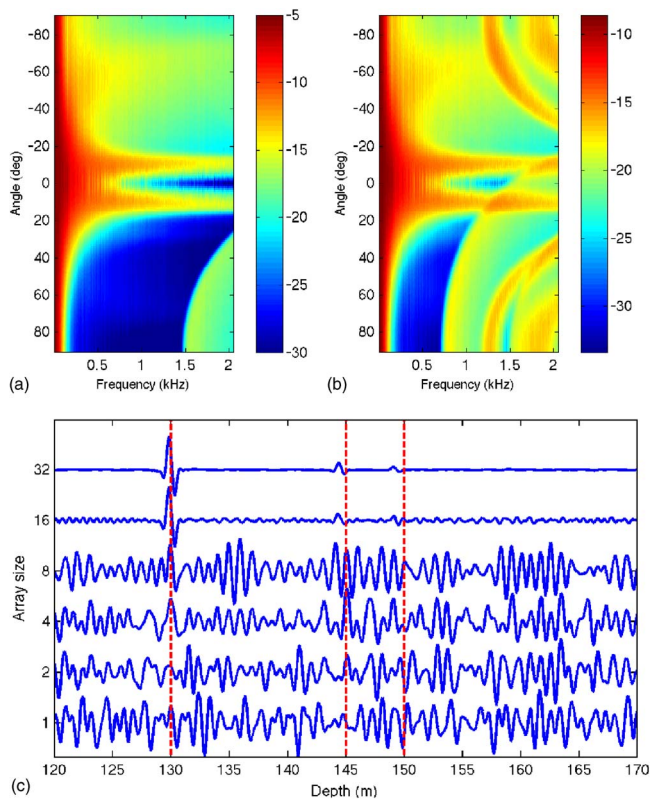 -80
-60
-40
-20
0
20
40
60
80
Angle (deg)
0.5 1 1.5 2
Frequency (kHz)
-5
-10
-15
-20
-25
-30
(a)
-80
-60
-40
-20
0
20
40
60
80
Angle (deg)
0.5 1 1.5 2
Frequency (kHz)
-10
-15
-20
-25
-30
(b)
32
16
8
4
2
1
Array size
120 125 130 135 140 145 150 155 160 165 170
Depth (m)
(c)